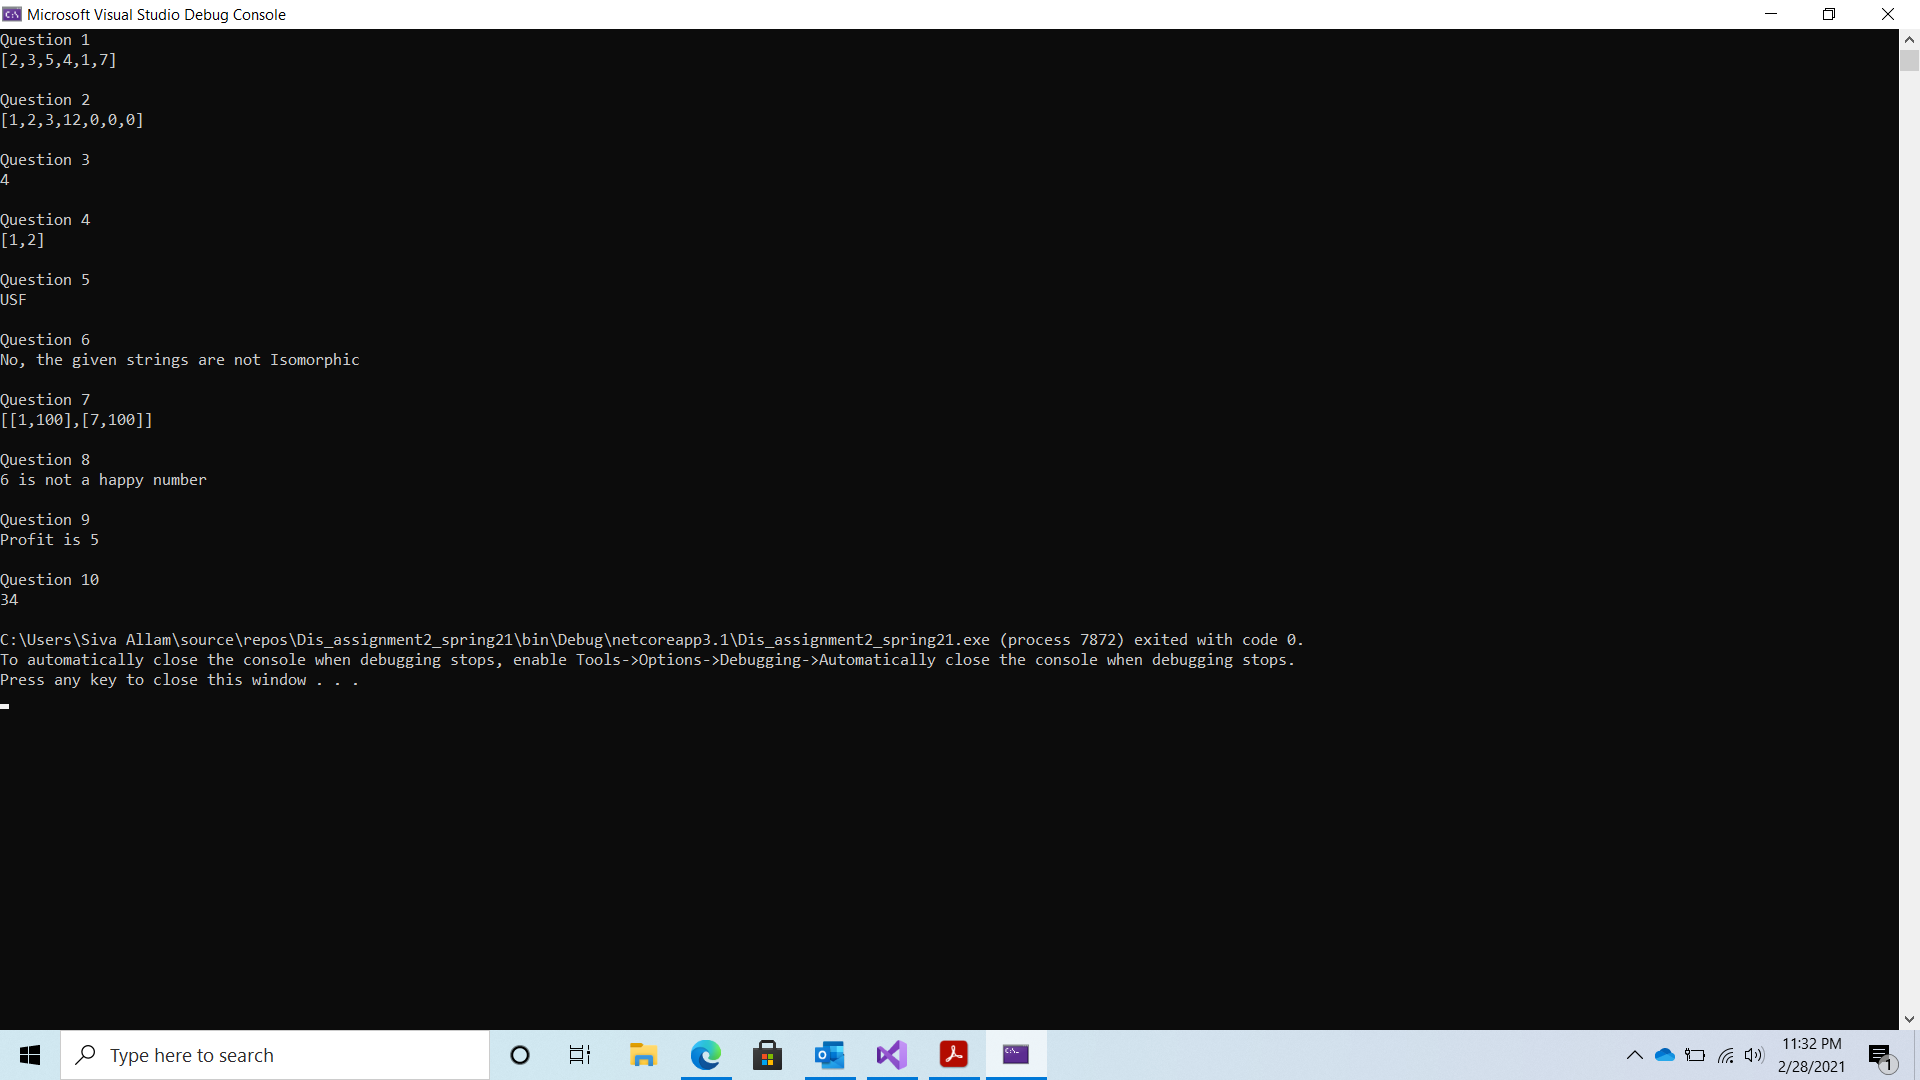 Microsoft Visual Studio Debug Console
Question 1
[2,3,5,4,1,7]
Question 2
[1,2,3,12,0,0,0]
Question 3
4
Question 4
[1,2]
Question 5
USF
Question 6
No, the given strings are not Isomorphic
Question 7
[[1,100],[7,100]]
Question 8
6 is not a happy number
Question 9
Profit is 5
Question 10
34
C:\Users\Siva Allam\source\repos\Dis_assignment2_spring21\bin\Debug\netcoreapp3.1\Dis_assignment2_spring21.exe (process 7872) exited with code 0.
To automatically close the console when debugging stops, enable Tools->Options->Debugging->Automatically close the console when debugging stops.
Press any key to close this window . . .
Type here to search
11:32 PM
2/28/2021
1